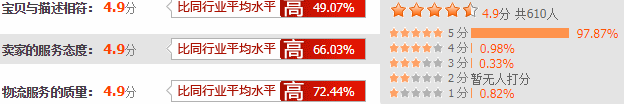 宝贝与描述相符： 4.9分 比同行业平均水平 高 49.07%
卖家的服务态度： 4.9分 比同行业平均水平 高 66.03%
物流服务的质量： 4.9分 比同行业平均水平 高 72.44%
4.9分 共610人
5分 97.87%
4分 0.98%
3分 0.33%
2分 暂无人打分
1分 0.82%